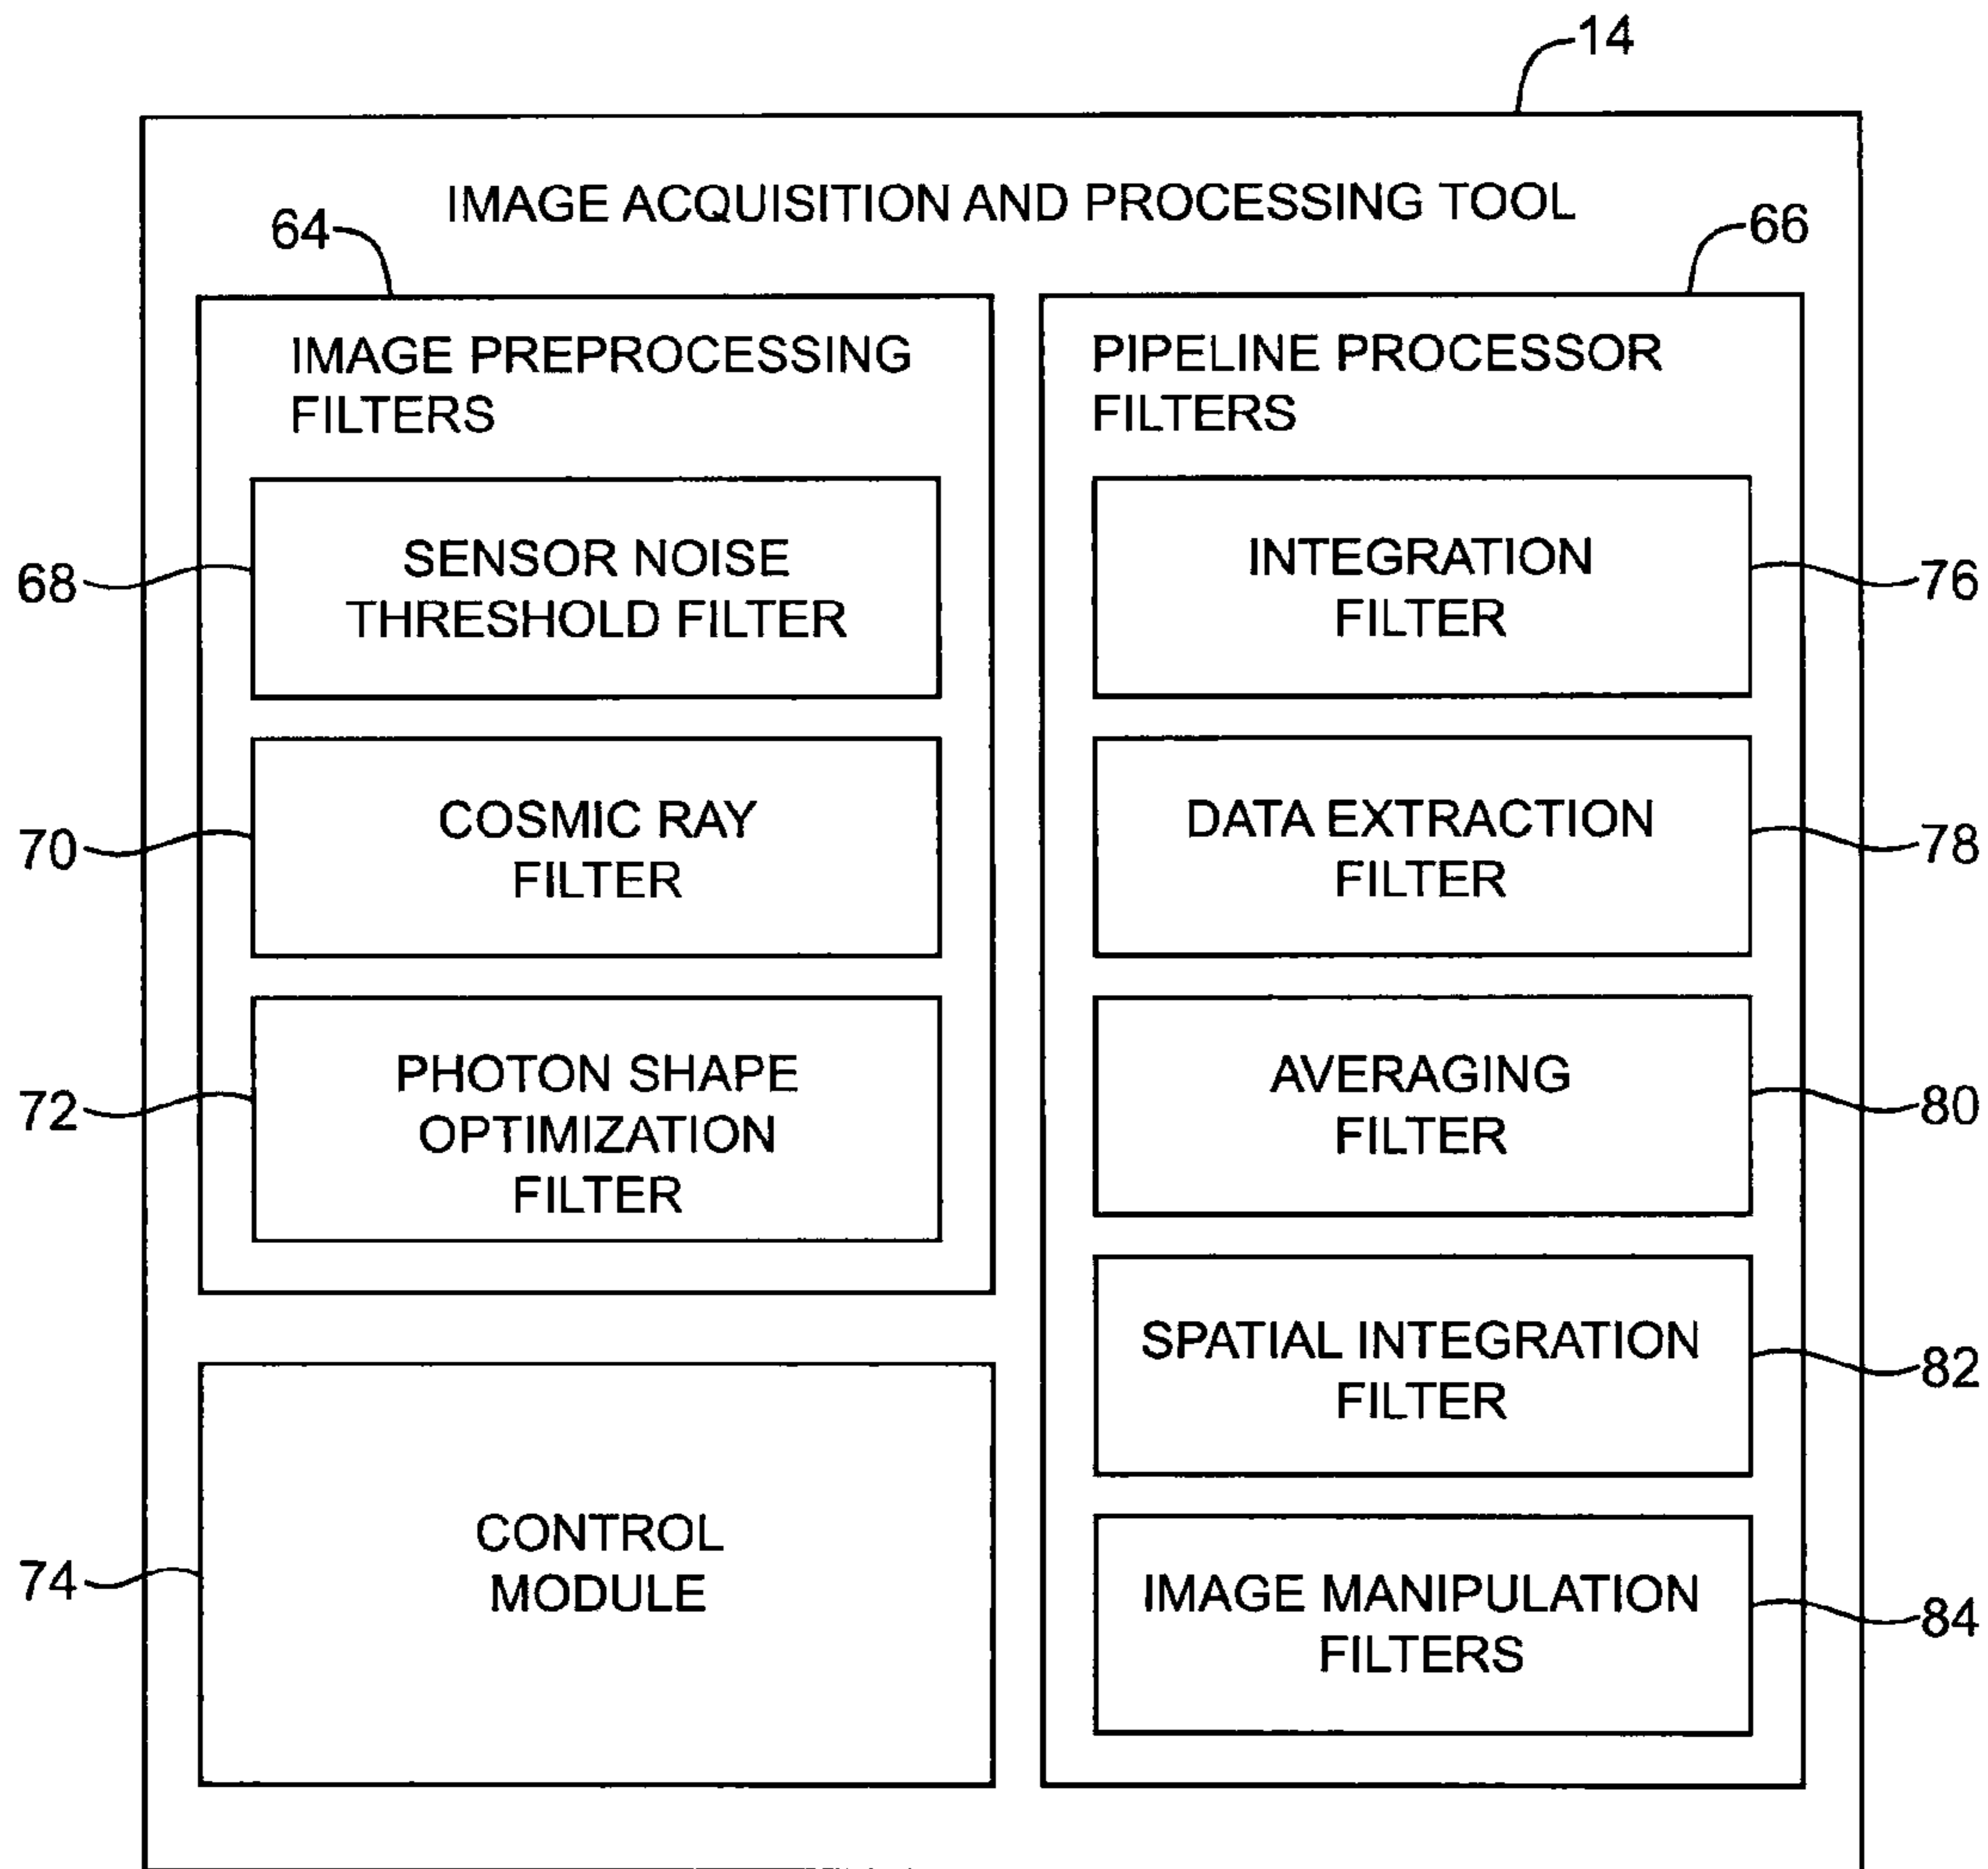 14
IMAGE ACQUISITION AND PROCESSING TOOL
64
66
IMAGE PREPROCESSING
FILTERS
68
SENSOR NOISE
THRESHOLD FILTER
70
COSMIC RAY
FILTER
72
PHOTON SHAPE
OPTIMIZATION
FILTER
74
CONTROL
MODULE
PIPELINE PROCESSOR
FILTERS
INTEGRATION
FILTER
76
DATA EXTRACTION
FILTER
78
AVERAGING
FILTER
80
SPATIAL INTEGRATION
FILTER
82
IMAGE MANIPULATION
FILTERS
84